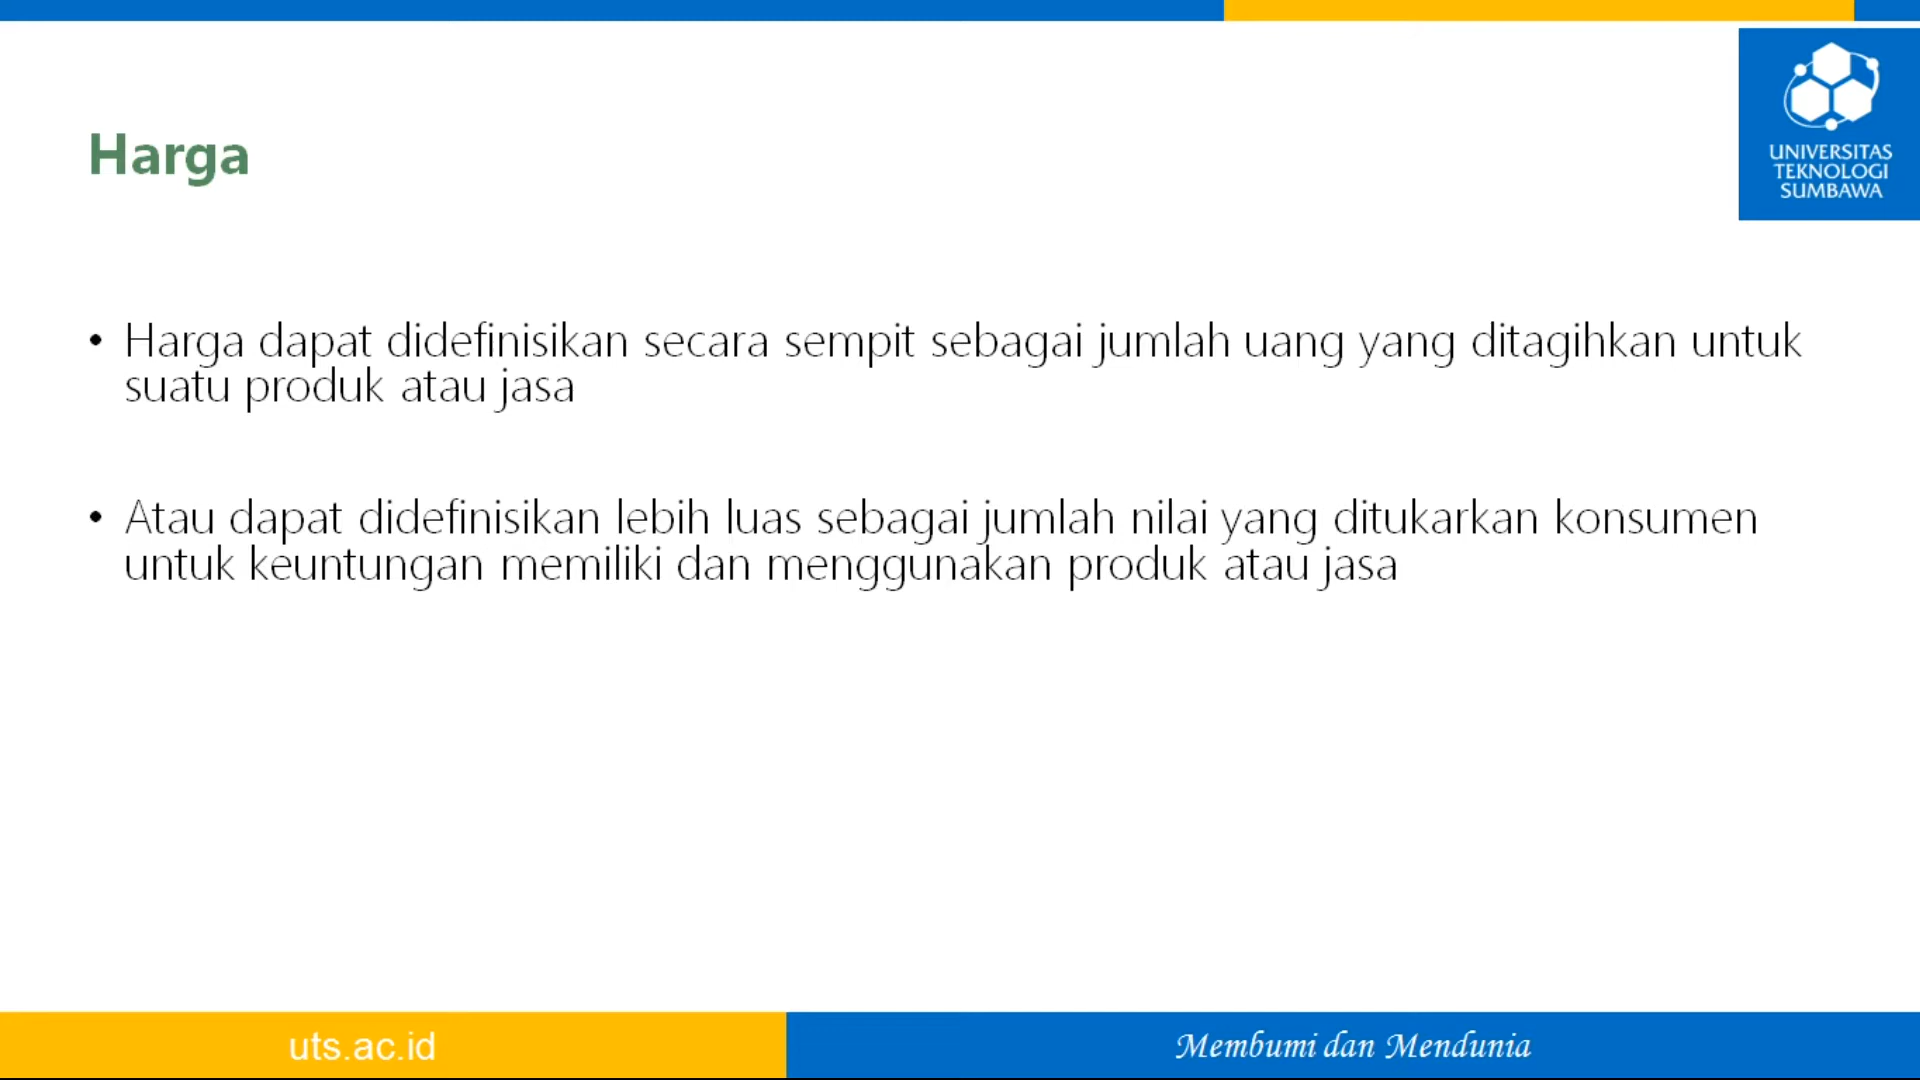 UNIVERSITAS
TEKNOLOGI
SUMBAWA
Harga
• Harga dapat didefinisikan secara sempit sebagai jumlah uang yang ditagihkan untuk
suatu produk atau jasa
• Atau dapat didefinisikan lebih luas sebagai jumlah nilai yang ditukarkan konsumen
untuk keuntungan memiliki dan menggunakan produk atau jasa
uts.ac.id
Membumi dan Mendunia